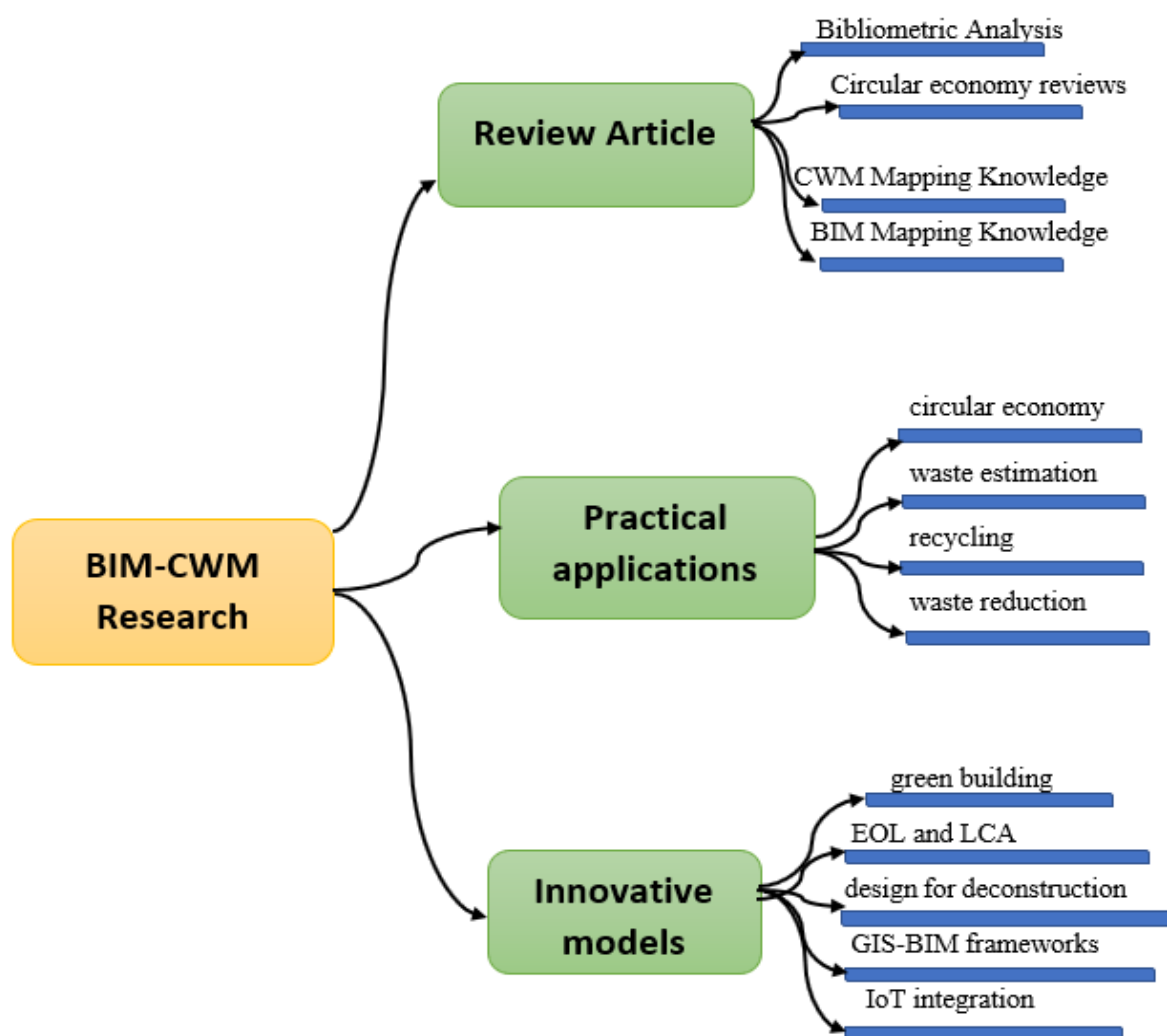 Bibliometric Analysis
Circular economy reviews
Review Article
CWM Mapping Knowledge
BIM Mapping Knowledge
circular economy
waste estimation
Practical
applications
recycling
waste reduction
BIM-CWM
Research
green building
EOL and LCA
design for deconstruction
Innovative
models
GIS-BIM frameworks
IoT integration